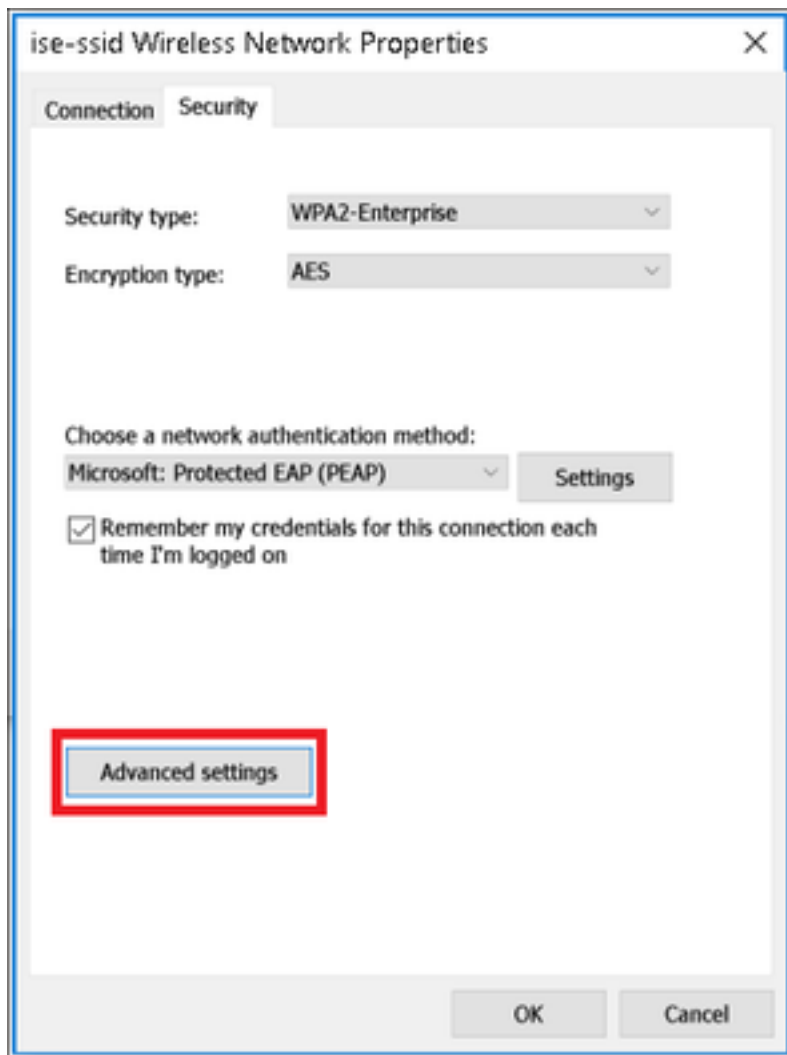 ise-ssid Wireless Network Properties
Connection
Security
Security type:
WPA2-Enterprise
Encryption type:
AES
Choose a network authentication method:
Microsoft: Protected EAP (PEAP)
Settings
Remember my credentials for this connection each
time I'm logged on
Advanced settings
OK
Cancel